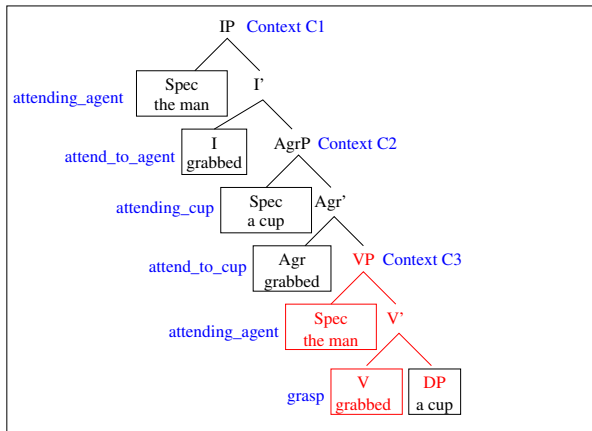 IP Context C1
attending_agent Spec I'
the man
attend_to_agent I AgrP Context C2
grabbed
attending_cup Spec Agr'
a cup
attend_to_cup Agr VP Context C3
grabbed
attending_agent Spec V'
the man
grasp V DP
grabbed a cup